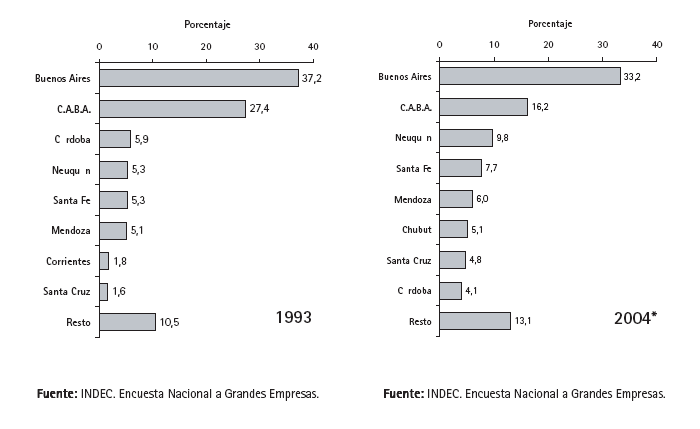 Porcentaje
0 10 20 30 40
Buenos Aires 37,2
C.A.B.A. 27,4
C rdoba 5,9
Neuqu n 5,3
Santa Fe 5,3
Mendoza 5,1
Corrientes 1,8
Santa Cruz 1,6
Resto 10,5
1993
Fuente: INDEC. Encuesta Nacional a Grandes Empresas.
Porcentaje
0 10 20 30 40
Buenos Aires 33,2
C.A.B.A. 16,2
Neuqu n 9,8
Santa Fe 7,7
Mendoza 6,0
Chubut 5,1
Santa Cruz 4,8
C rdoba 4,1
Resto 13,1
2004*
Fuente: INDEC. Encuesta Nacional a Grandes Empresas.